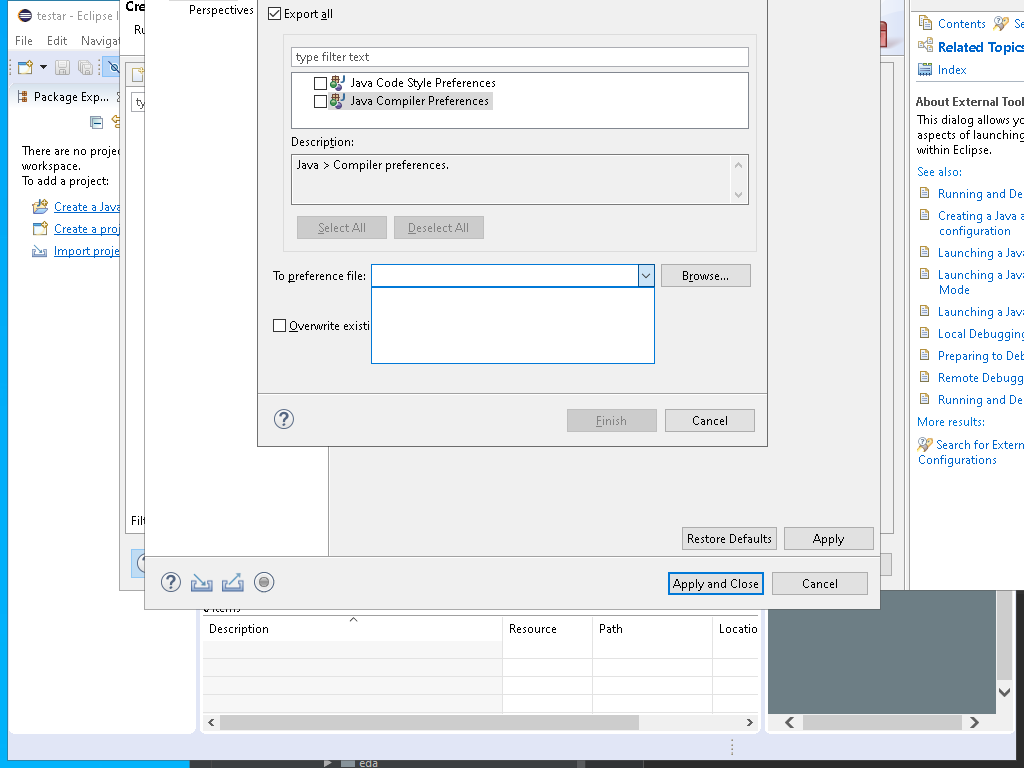 testar - Eclipse I
File Edit Navigat
Package Exp...
There are no projec
workspace.
To add a project:
Create a Java
Create a proj
Import proje
Cre
Ru
ty
Filt
Perspectives
Export all
type filter text
Java Code Style Preferences
Java Compiler Preferences
Description:
Java > Compiler preferences.
Select All
Deselect All
To preference file:
Browse...
Overwrite existi
Finish
Cancel
Restore Defaults
Apply
Apply and Close
Cancel
Description
Resource
Path
Locatio
Contents
Se
Related Topics
Index
About External Tool
This dialog allows yo
aspects of launching
within Eclipse.
See also:
Running and De
Creating a Java a
configuration
Launching a Java
Launching a Java
Mode
Launching a Java
Local Debugging
Preparing to Deb
Remote Debugg
Running and De
More results:
Search for Extern
Configurations
eda